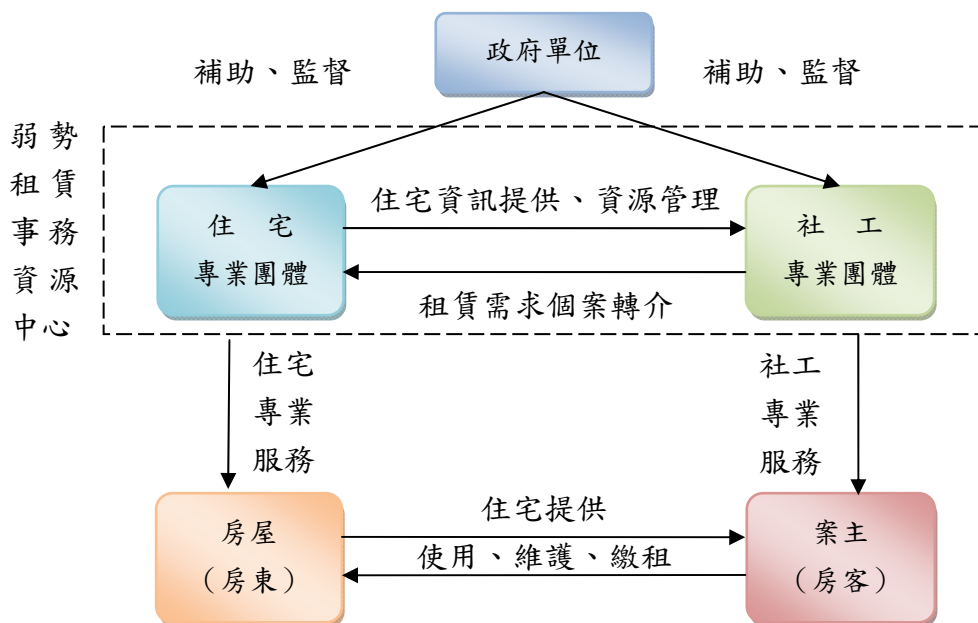 政府單位
補助、監督
補助、監督
弱勢
租賃
事務
資源
中心
住宅
專業團體
住宅資訊提供、資源管理
社工
專業團體
租賃需求個案轉介
住宅
專業
服務
社工
專業
服務
房屋
（房東）
住宅提供
使用、維護、繳租
案主
（房客）